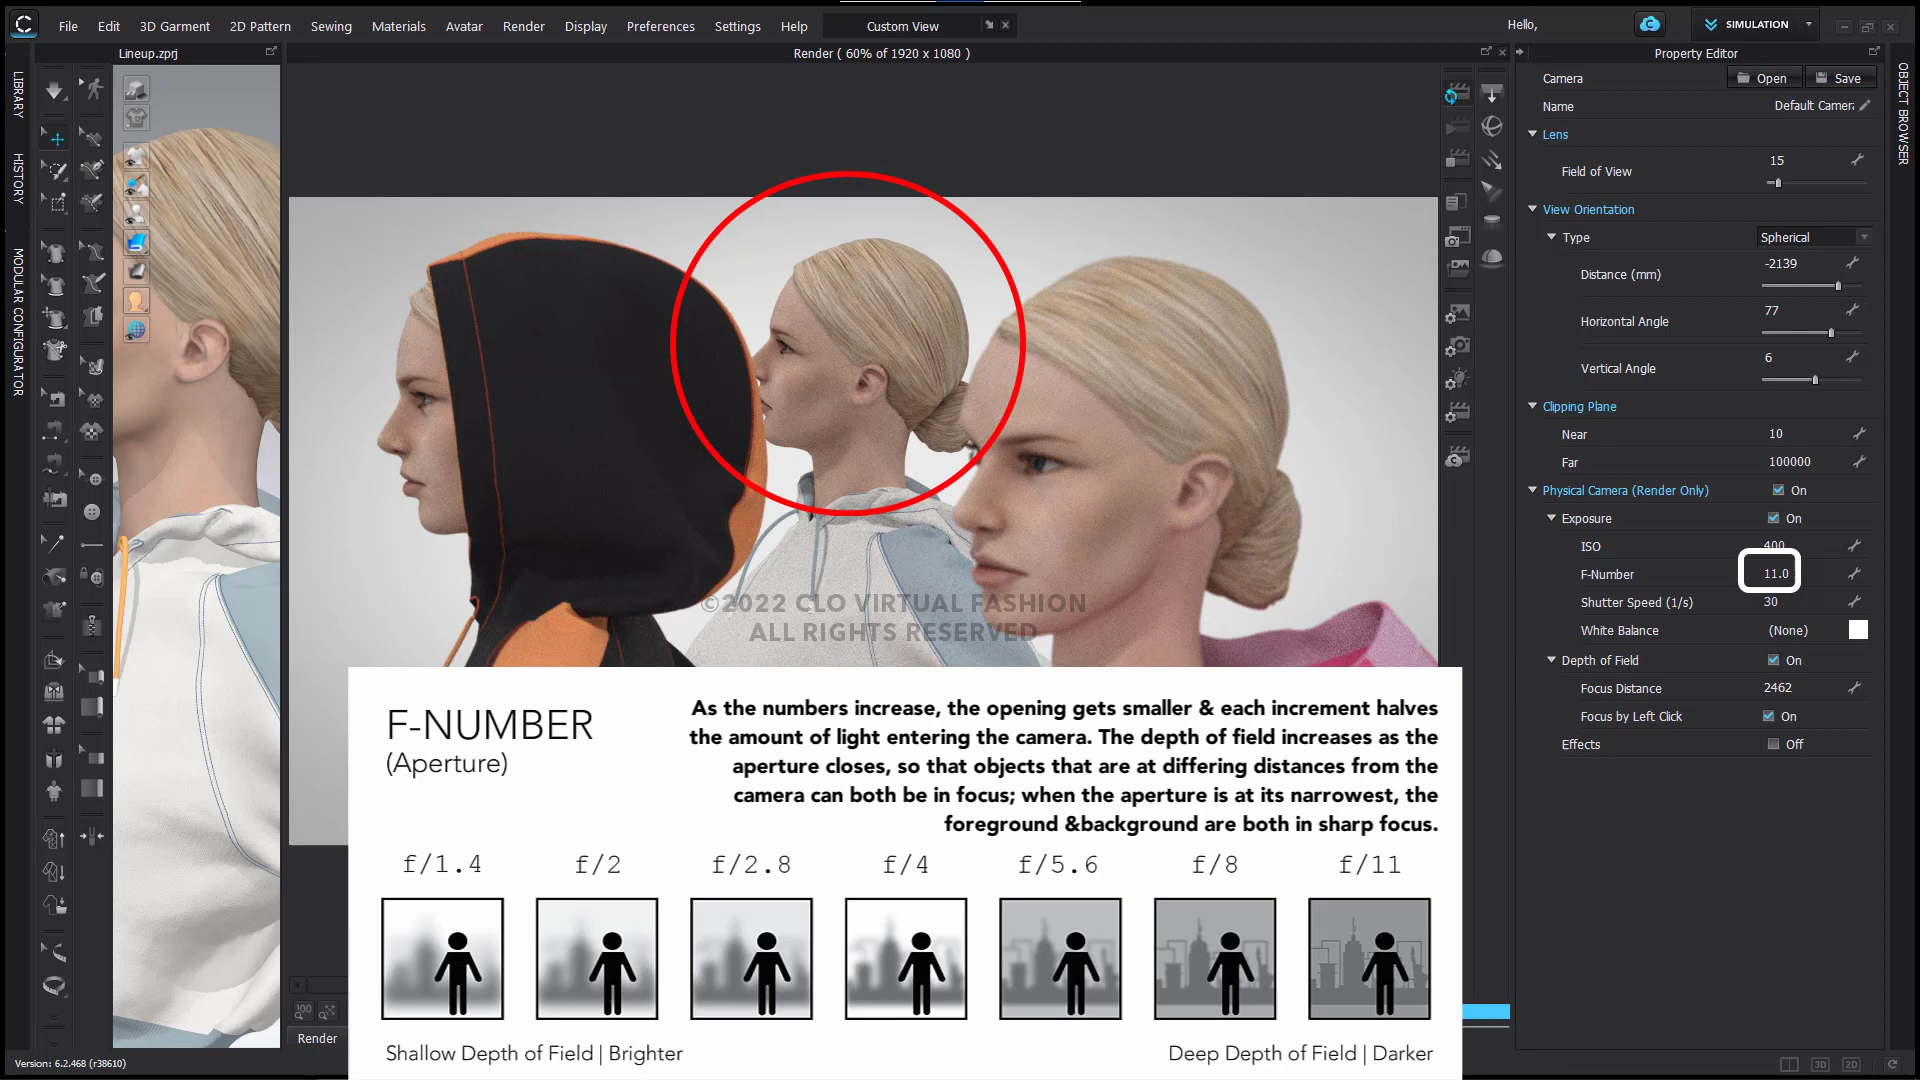 File Edit 3D Garment 2D Pattern Sewing Materials Avatar Render Display Preferences Settings Help Custom View Hello, SIMULATION
Lineup.zprj
Render ( 60% of 1920 x 1080 )
Property Editor
LIBRARY
HISTORY
MODULAR CONFIGURATOR
OBJECT BROWSER
Camera Open Save
Name Default Camera
Lens
Field of View 15
View Orientation
Type Spherical
Distance (mm) -2139
Horizontal Angle 77
Vertical Angle 6
Clipping Plane
Near 10
Far 100000
Physical Camera (Render Only) On
Exposure On
ISO 400
F-Number 11.0
Shutter Speed (1/s) 30
White Balance (None)
Depth of Field On
Focus Distance 2462
Focus by Left Click On
Effects Off
©2022 CLO VIRTUAL FASHION
ALL RIGHTS RESERVED
F-NUMBER
(Aperture)
As the numbers increase, the opening gets smaller & each increment halves
the amount of light entering the camera. The depth of field increases as the
aperture closes, so that objects that are at differing distances from the
camera can both be in focus; when the aperture is at its narrowest, the
foreground &background are both in sharp focus.
f/1.4 f/2 f/2.8 f/4 f/5.6 f/8 f/11
Shallow Depth of Field | Brighter
Deep Depth of Field | Darker
100
Render
Version: 6.2.468 (r38610)
3D 2D